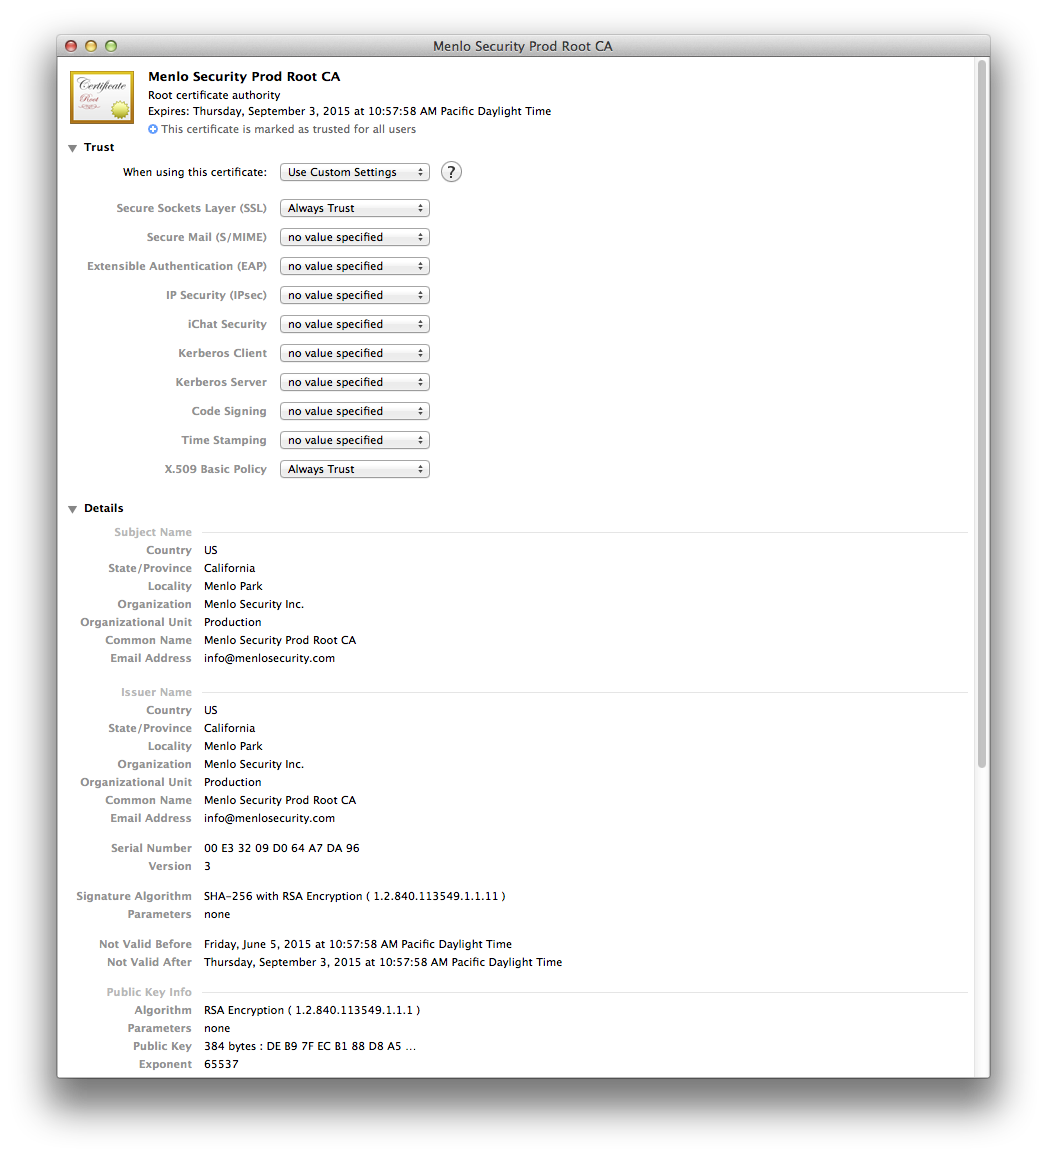 Menlo Security Prod Root CA
Certificate
Root
Menlo Security Prod Root CA
Root certificate authority
Expires: Thursday, September 3, 2015 at 10:57:58 AM Pacific Daylight Time
This certificate is marked as trusted for all users
Trust
When using this certificate: Use Custom Settings ?
Secure Sockets Layer (SSL) Always Trust
Secure Mail (S/MIME) no value specified
Extensible Authentication (EAP) no value specified
IP Security (IPsec) no value specified
iChat Security no value specified
Kerberos Client no value specified
Kerberos Server no value specified
Code Signing no value specified
Time Stamping no value specified
X.509 Basic Policy Always Trust
Details
Subject Name
Country US
State/Province California
Locality Menlo Park
Organization Menlo Security Inc.
Organizational Unit Production
Common Name Menlo Security Prod Root CA
Email Address info@menlosecurity.com
Issuer Name
Country US
State/Province California
Locality Menlo Park
Organization Menlo Security Inc.
Organizational Unit Production
Common Name Menlo Security Prod Root CA
Email Address info@menlosecurity.com
Serial Number 00 E3 32 09 D0 64 A7 DA 96
Version 3
Signature Algorithm SHA-256 with RSA Encryption ( 1.2.840.113549.1.1.11 )
Parameters none
Not Valid Before Friday, June 5, 2015 at 10:57:58 AM Pacific Daylight Time
Not Valid After Thursday, September 3, 2015 at 10:57:58 AM Pacific Daylight Time
Public Key Info
Algorithm RSA Encryption ( 1.2.840.113549.1.1.1 )
Parameters none
Public Key 384 bytes : DE B9 7F EC B1 88 D8 A5 ...
Exponent 65537